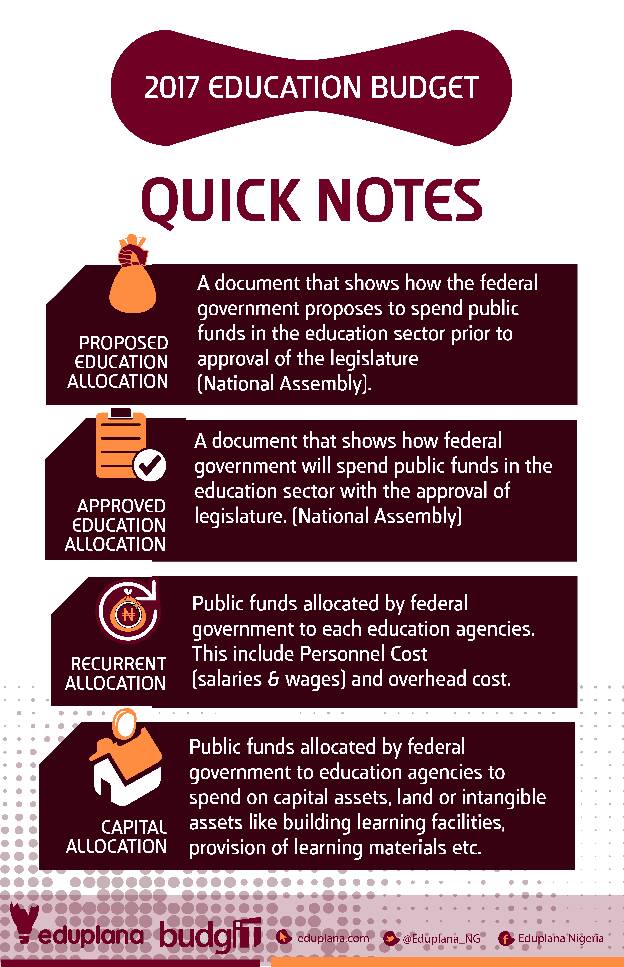 2017 EDUCATION BUDGET
QUICK NOTES
PROPOSED
EDUCATION
ALLOCATION
A document that shows how the federal
government proposes to spend public
funds in the education sector prior to
approval of the legislature
(National Assembly).
APPROVED
EDUCATION
ALLOCATION
A document that shows how federal
government will spend public funds in the
education sector with the approval of
legislature. (National Assembly)
₦
RECURRENT
ALLOCATION
Public funds allocated by federal
government to each education agencies.
This include Personnel Cost
(salaries & wages) and overhead cost.
CAPITAL
ALLOCATION
Public funds allocated by federal
government to education agencies to
spend on capital assets, land or intangible
assets like building learning facilities,
provision of learning materials etc.
eduplana budgIT eduplana.com @Eduplana_NG f Eduplana Nigeria